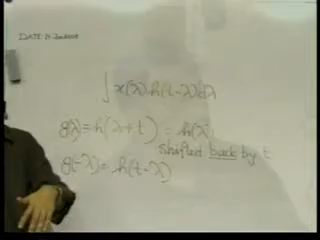 ∫ x(λ) h(t-λ) dλ
g(λ) = h(λ+t) = h(λ)
shifted back by t
g(-λ) = h(t-λ)